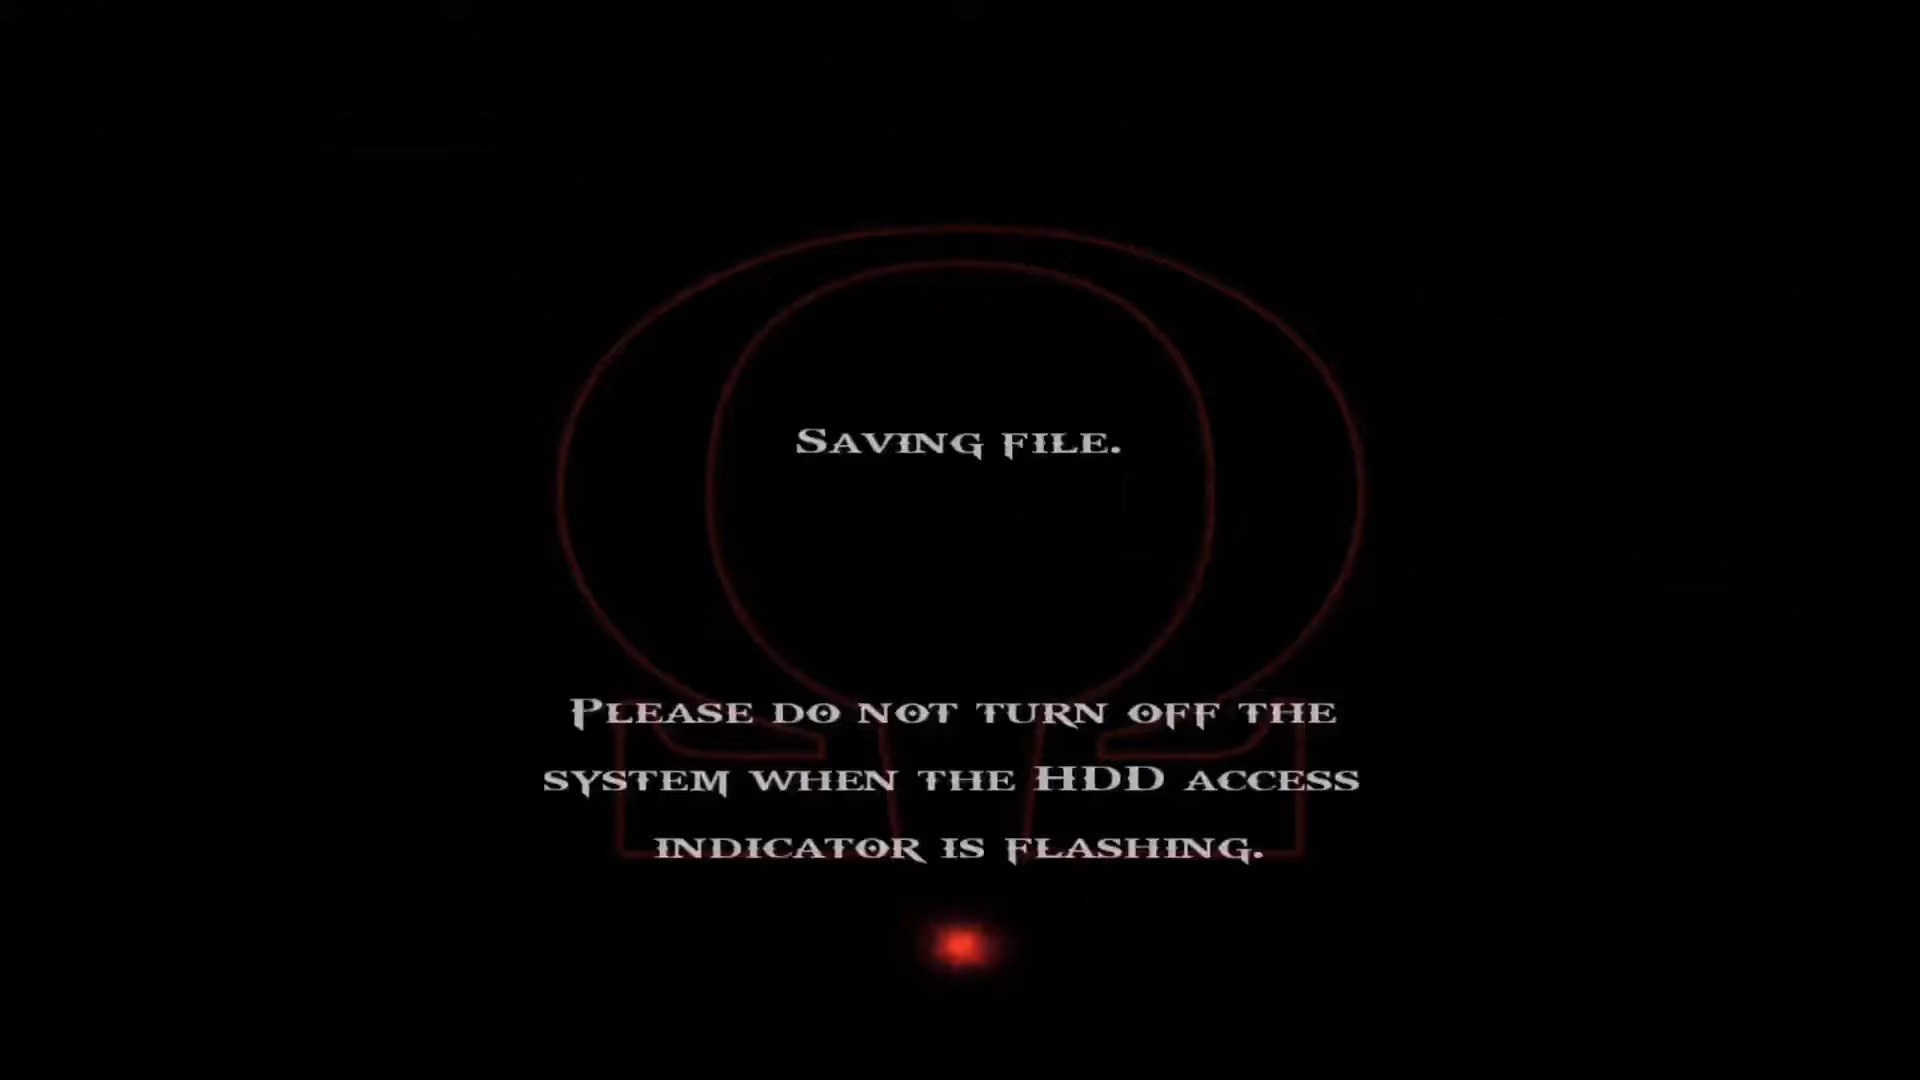 Saving file.
Please do not turn off the
system when the HDD access
indicator is flashing.